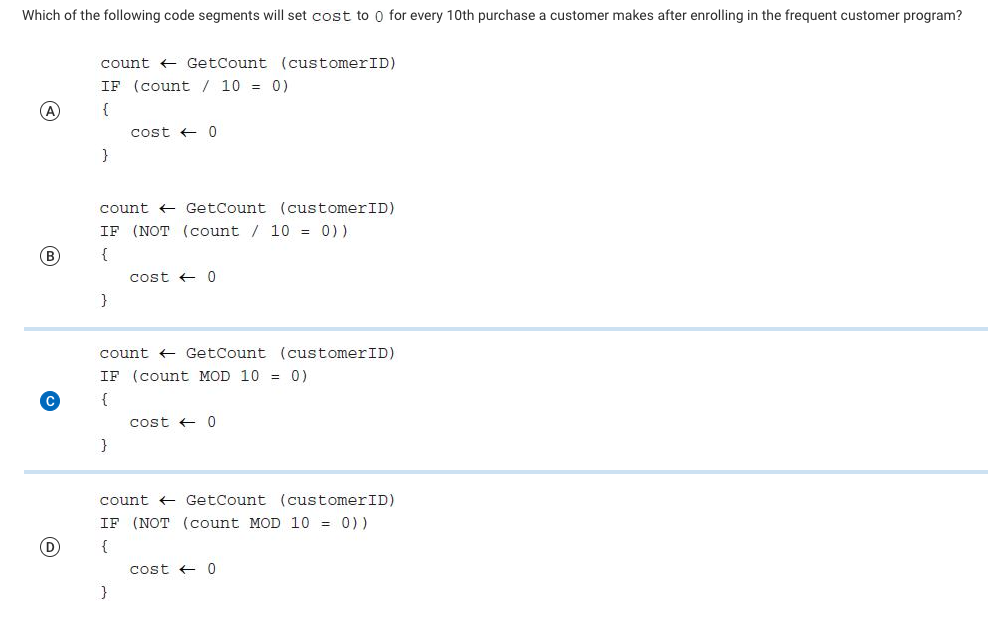 Which of the following code segments will set cost to 0 for every 10th purchase a customer makes after enrolling in the frequent customer program?
count ← GetCount (customerID)
IF (count / 10 = 0)
A {
cost ← 0
}
count ← GetCount (customerID)
IF (NOT (count / 10 = 0))
B {
cost ← 0
}
count ← GetCount (customerID)
IF (count MOD 10 = 0)
C {
cost ← 0
}
count ← GetCount (customerID)
IF (NOT (count MOD 10 = 0))
D {
cost ← 0
}